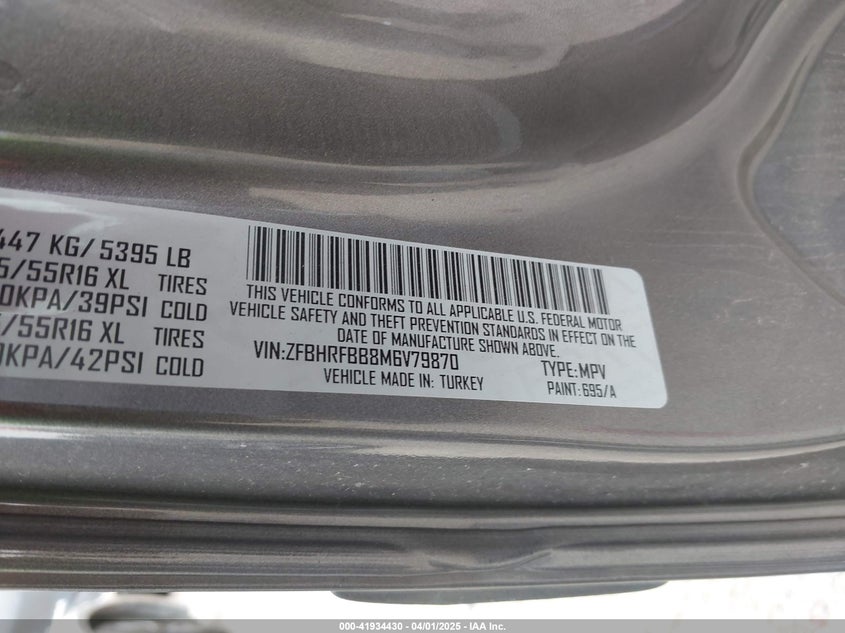 447 KG/ 5395 LB
5/55R16 XL TIRES
0KPA/39PSI COLD
/55R16 XL TIRES
0KPA/42PSI COLD
THIS VEHICLE CONFORMS TO ALL APPLICABLE U.S. FEDERAL MOTOR
VEHICLE SAFETY AND THEFT PREVENTION STANDARDS IN EFFECT ON THE
DATE OF MANUFACTURE SHOWN ABOVE.
VIN:ZFBHRFBB8M6V79870 TYPE:MPV
VEHICLE MADE IN: TURKEY PAINT:695/A
000-41934430 - 04/01/2025 - IAA Inc.